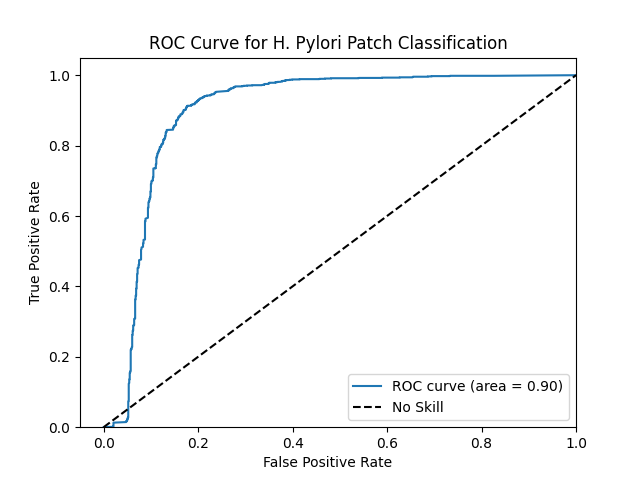 ROC Curve for H. Pylori Patch Classification
True Positive Rate
1.0
0.8
0.6
0.4
0.2
0.0
0.0 0.2 0.4 0.6 0.8 1.0
False Positive Rate
ROC curve (area = 0.90)
No Skill